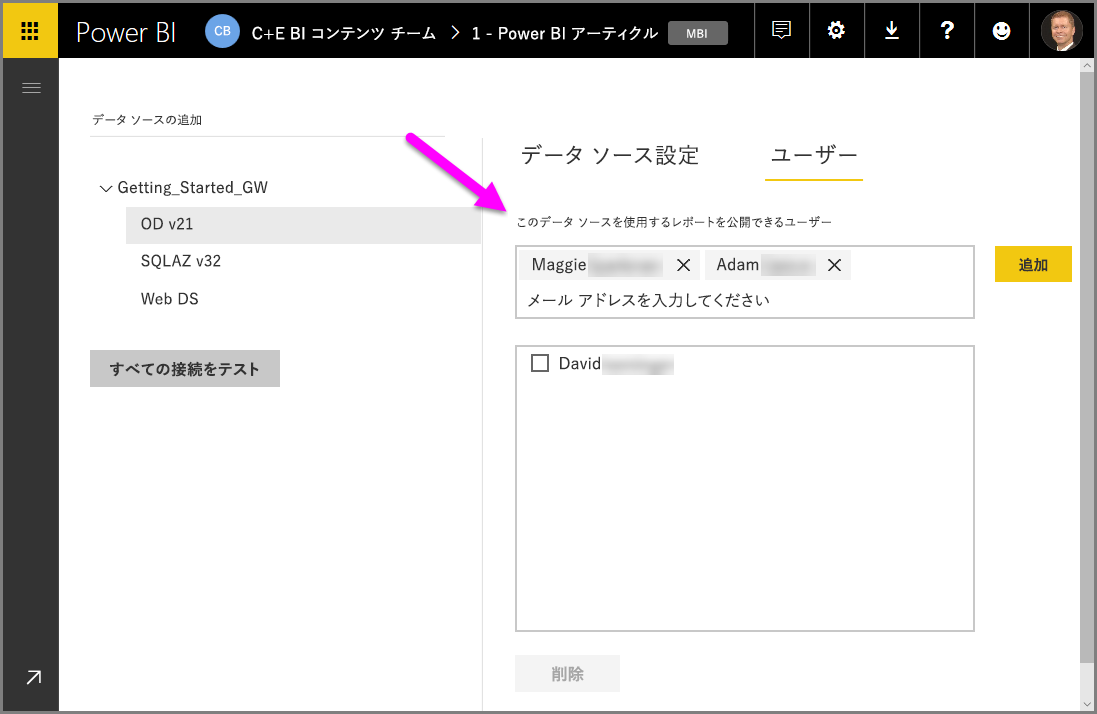 Power BI CB C+E BI コンテンツ チーム > 1 - Power BI アーティクル MBI ?
データ ソースの追加
Getting_Started_GW
OD v21
SQLAZ v32
Web DS
すべての接続をテスト
データ ソース設定 ユーザー
このデータ ソースを使用するレポートを公開できるユーザー
Maggie Adam
メール アドレスを入力してください
追加
David
削除